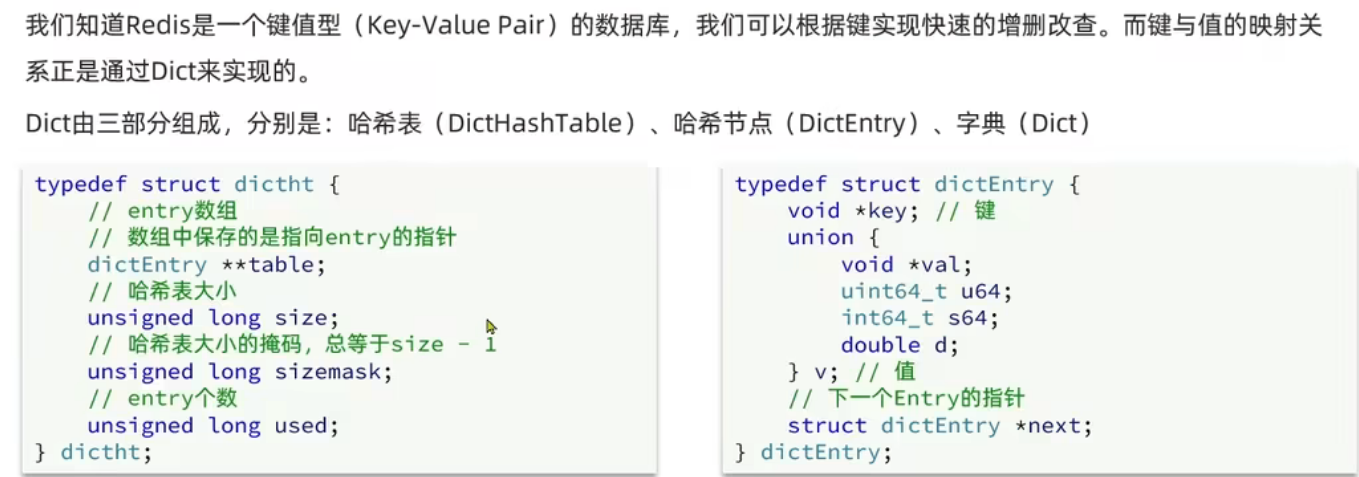 我们知道Redis是一个键值型（Key-Value Pair）的数据库，我们可以根据键实现快速的增删改查。而键与值的映射关
系正是通过Dict来实现的。
Dict由三部分组成，分别是：哈希表（DictHashTable）、哈希节点（DictEntry）、字典（Dict）
typedef struct dictht {
// entry数组
// 数组中保存的是指向entry的指针
dictEntry **table;
// 哈希表大小
unsigned long size;
// 哈希表大小的掩码，总等于size - 1
unsigned long sizemask;
// entry个数
unsigned long used;
} dictht;
typedef struct dictEntry {
void *key; // 键
union {
void *val;
uint64_t u64;
int64_t s64;
double d;
} v; // 值
// 下一个Entry的指针
struct dictEntry *next;
} dictEntry;